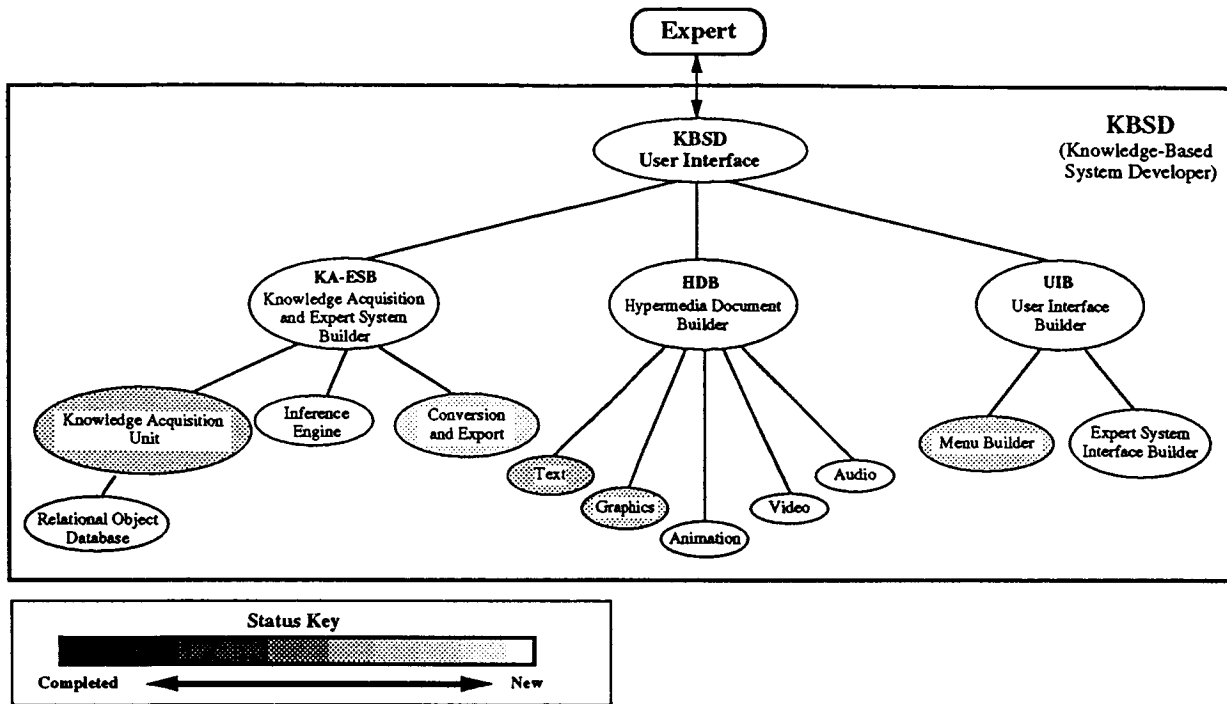 Expert
KBSD
(Knowledge-Based
System Developer)
KBSD
User Interface
KA-ESB
Knowledge Acquisition
and Expert System
Builder
HDB
Hypermedia Document
Builder
UIB
User Interface
Builder
Knowledge Acquisition
Unit
Inference
Engine
Conversion
and Export
Relational Object
Database
Text
Graphics
Animation
Video
Audio
Menu Builder
Expert System
Interface Builder
Status Key
Completed
New